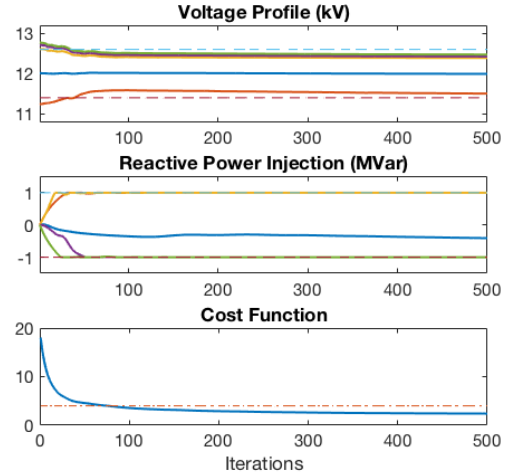 Voltage Profile (kV)
13
12
11
100 200 300 400 500
Reactive Power Injection (MVar)
1
0
-1
100 200 300 400 500
Cost Function
20
10
0
0 100 200 300 400 500
Iterations